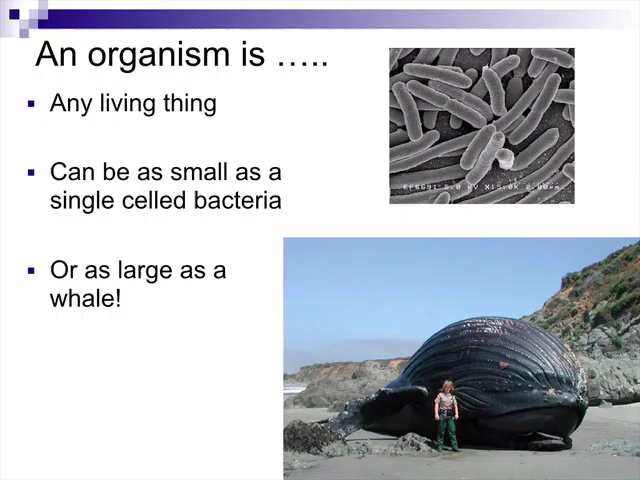 An organism is …..
Any living thing
Can be as small as a
single celled bacteria
Or as large as a
whale!